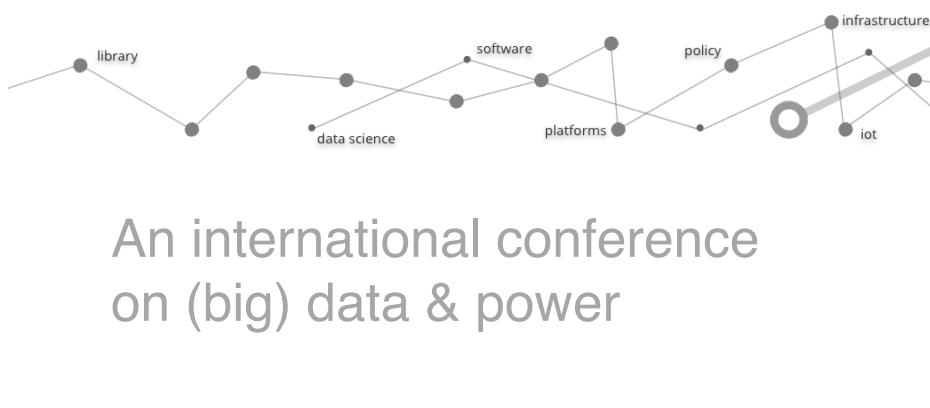 infrastructure
software
policy
library
platforms
iot
data science
An international conference
on (big) data & power